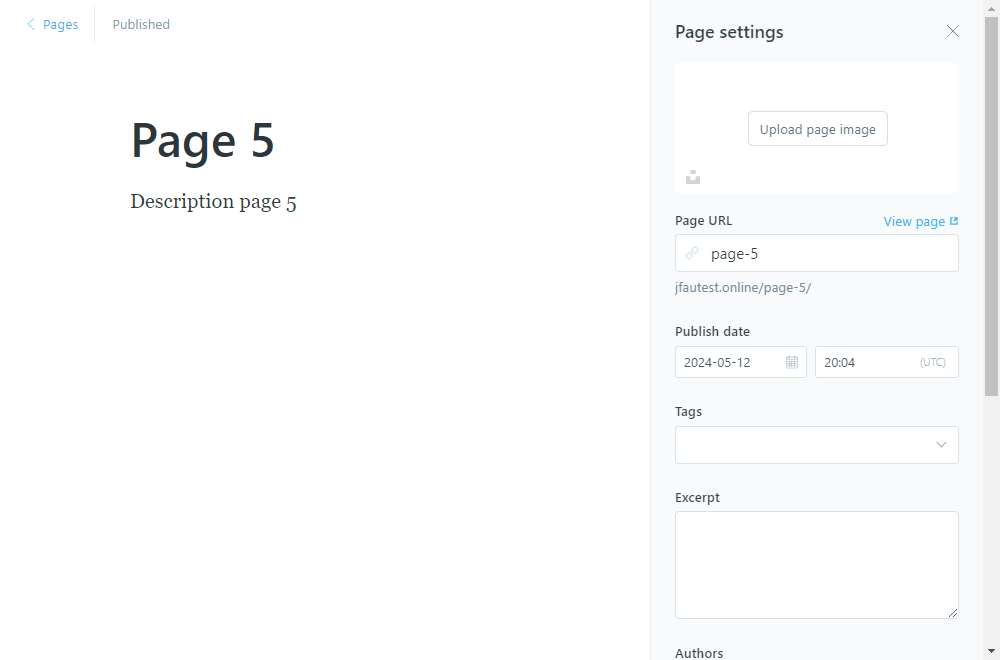 Pages
Published
Page 5
Description page 5
Page settings
Upload page image
Page URL
View page
page-5
jfautest.online/page-5/
Publish date
2024-05-12
20:04 (UTC)
Tags
Excerpt
Authors